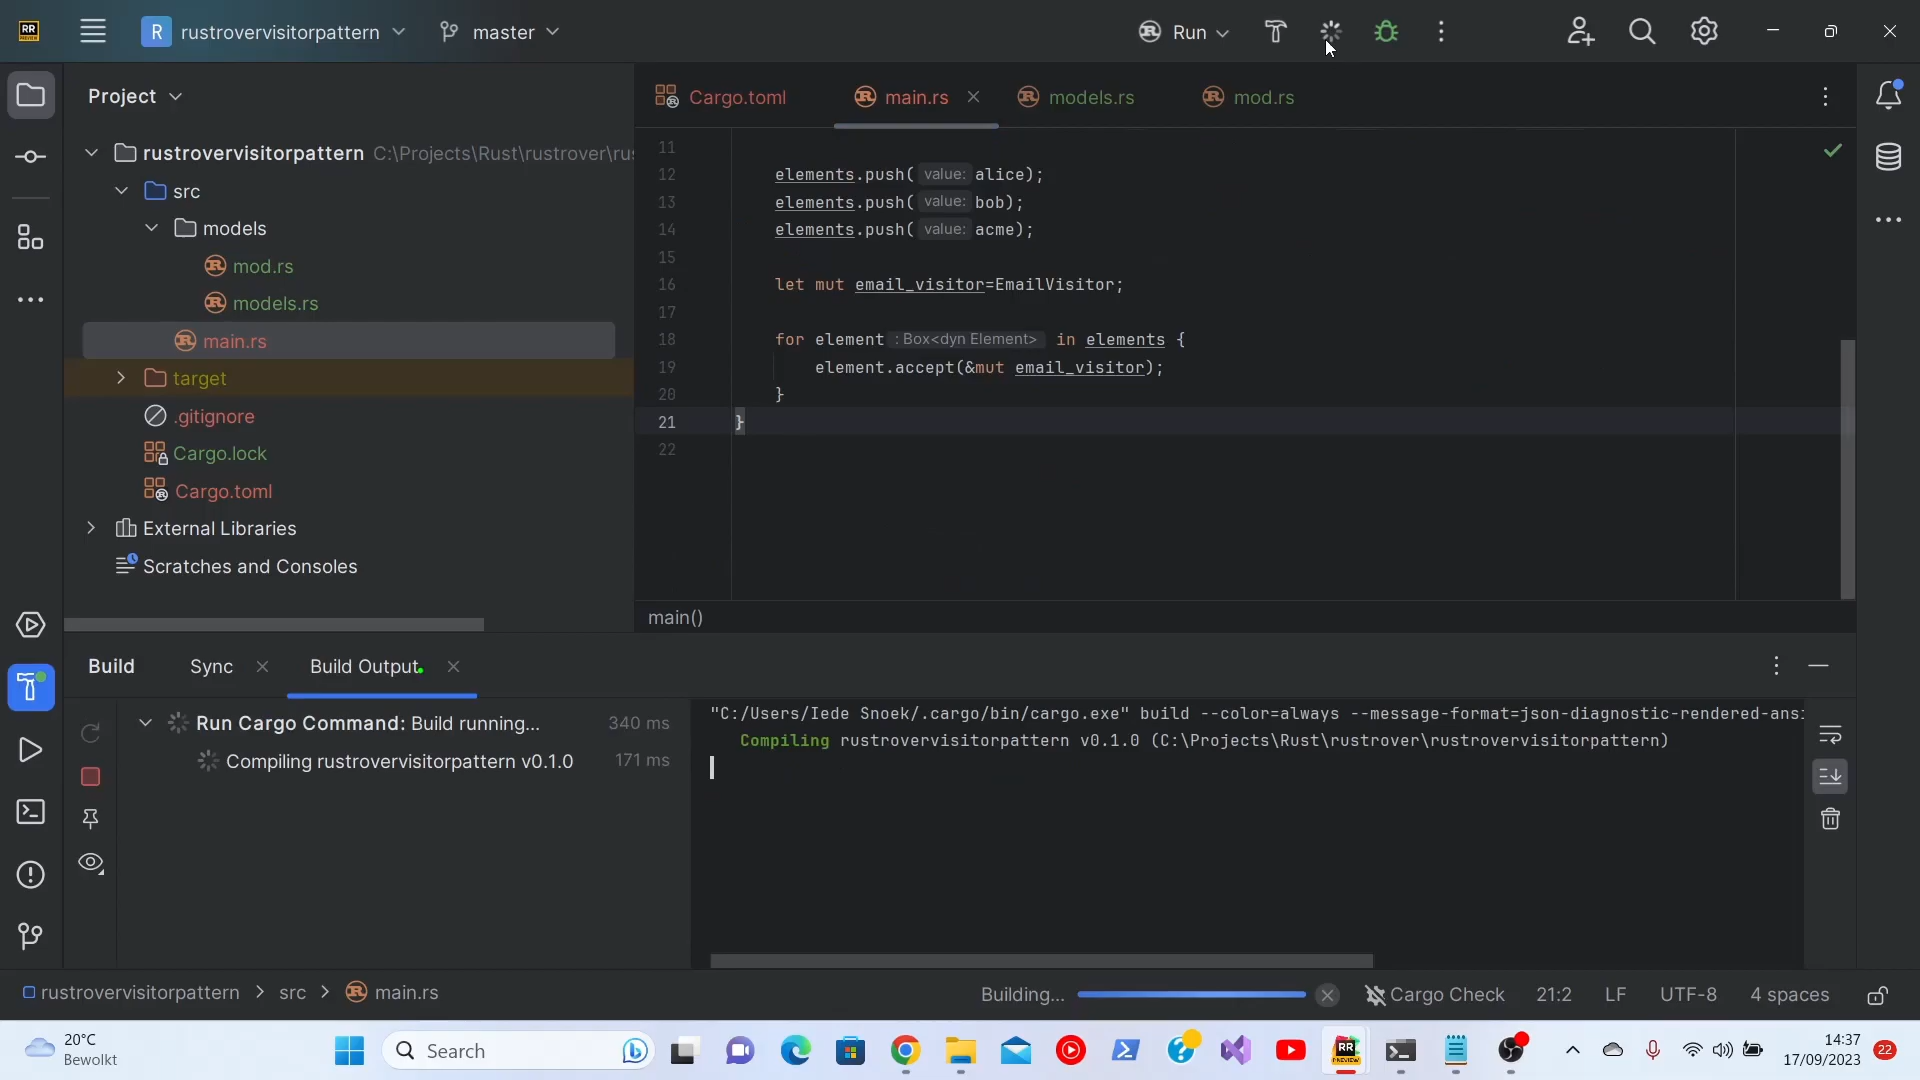 RR
PREVIEW
R rustrovervisitorpattern
master
Run
Project
Cargo.toml
main.rs
models.rs
mod.rs
rustrovervisitorpattern C:\Projects\Rust\rustrover\rus
src
models
mod.rs
models.rs
main.rs
target
.gitignore
Cargo.lock
Cargo.toml
External Libraries
Scratches and Consoles
11
12 elements.push( value: alice);
13 elements.push( value: bob);
14 elements.push( value: acme);
15
16 let mut email_visitor=EmailVisitor;
17
18 for element : Box<dyn Element> in elements {
19 element.accept(&mut email_visitor);
20 }
21 }
22
main()
Build
Sync
Build Output
Run Cargo Command: Build running... 340 ms
Compiling rustrovervisitorpattern v0.1.0 171 ms
"C:/Users/Iede Snoek/.cargo/bin/cargo.exe" build --color=always --message-format=json-diagnostic-rendered-ansi
Compiling rustrovervisitorpattern v0.1.0 (C:\Projects\Rust\rustrover\rustrovervisitorpattern)
rustrovervisitorpattern > src > main.rs
Building...
Cargo Check
21:2
LF
UTF-8
4 spaces
20°C
Bewolkt
Search
RR
PREVIEW
14:37
17/09/2023
22